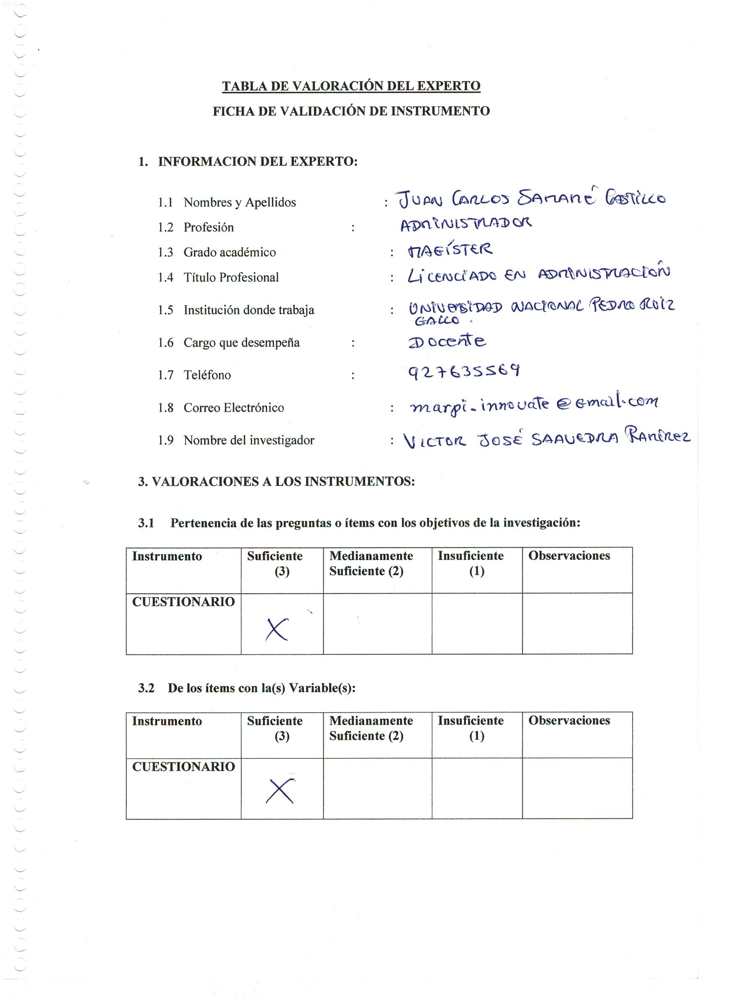 TABLA DE VALORACIÓN DEL EXPERTO
FICHA DE VALIDACIÓN DE INSTRUMENTO
1. INFORMACION DEL EXPERTO:
1.1 Nombres y Apellidos : JUAN CARLOS SAMAMÉ CASTILLO
1.2 Profesión : ADMINISTRADOR
1.3 Grado académico : MAGÍSTER
1.4 Título Profesional : LICENCIADO EN ADMINISTRACIÓN
1.5 Institución donde trabaja : UNIVERSIDAD NACIONAL PEDRO RUIZ
GALLO.
1.6 Cargo que desempeña : Docente
1.7 Teléfono : 927635569
1.8 Correo Electrónico : marpi-innovate@Gmail.com
1.9 Nombre del investigador : VICTOR JOSÉ SAAVEDRA RAMÍREZ
3. VALORACIONES A LOS INSTRUMENTOS:
3.1 Pertenencia de las preguntas o ítems con los objetivos de la investigación:
Instrumento Suficiente Medianamente Insuficiente Observaciones
(3) Suficiente (2) (1)
CUESTIONARIO
X
3.2 De los ítems con la(s) Variable(s):
Instrumento Suficiente Medianamente Insuficiente Observaciones
(3) Suficiente (2) (1)
CUESTIONARIO
X